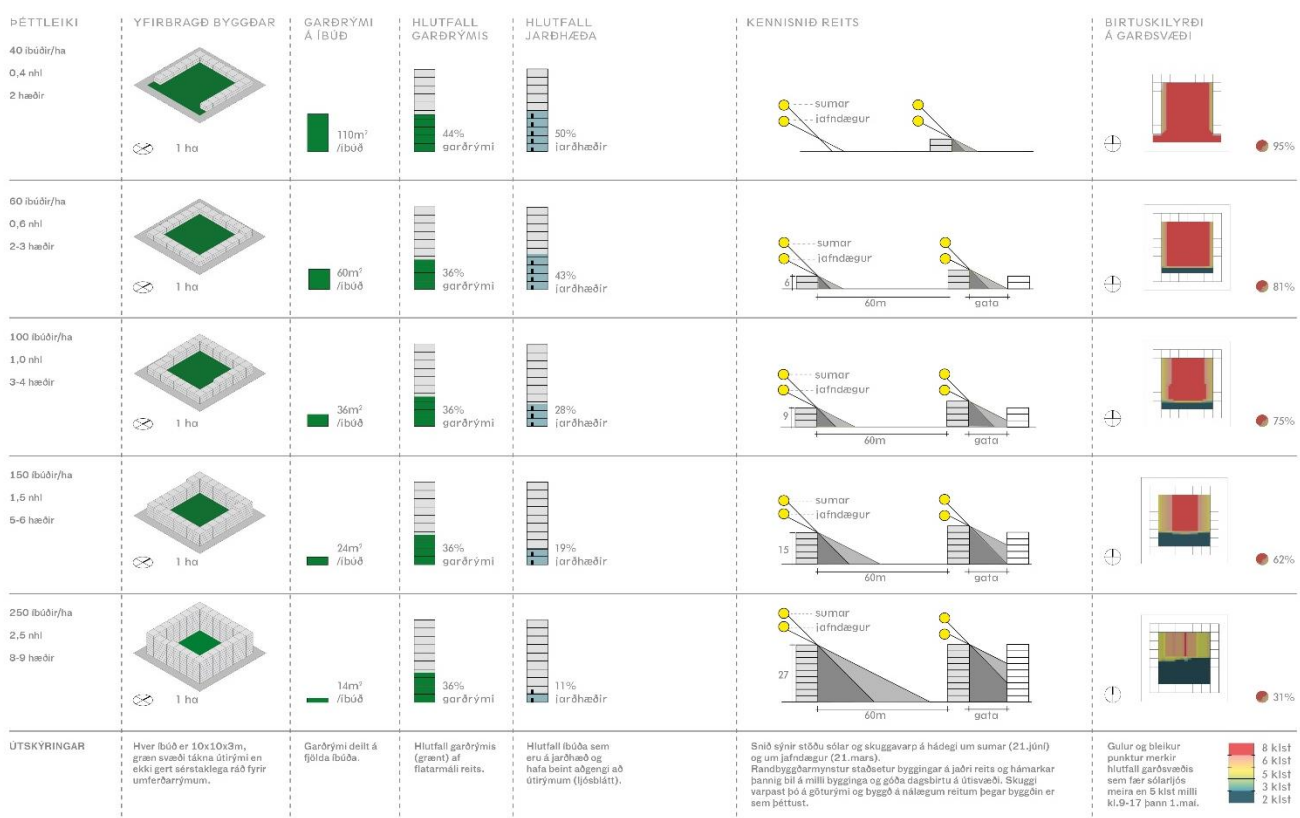 ÞÉTTLEIKI
YFIRBRAGÐ BYGGÐAR
GARÐRÝMI
Á ÍBÚÐ
HLUTFALL
GARÐRÝMIS
HLUTFALL
JARÐHÆÐA
KENNISNIÐ REITS
BIRTUSKILYRÐI
Á GARÐSVÆÐI
40 íbúðir/ha
0,4 nhl
2 hæðir
1 ha
110m²
/íbúð
44%
garðrými
50%
jarðhæðir
sumar
jafndægur
95%
60 íbúðir/ha
0,6 nhl
2-3 hæðir
1 ha
60m²
/íbúð
36%
garðrými
43%
jarðhæðir
sumar
jafndægur
6
60m
gata
81%
100 íbúðir/ha
1,0 nhl
3-4 hæðir
1 ha
36m²
/íbúð
36%
garðrými
28%
jarðhæðir
sumar
jafndægur
9
60m
gata
75%
150 íbúðir/ha
1,5 nhl
5-6 hæðir
1 ha
24m²
/íbúð
36%
garðrými
19%
jarðhæðir
sumar
jafndægur
15
60m
gata
62%
250 íbúðir/ha
2,5 nhl
8-9 hæðir
1 ha
14m²
/íbúð
36%
garðrými
11%
jarðhæðir
sumar
jafndægur
27
60m
gata
31%
ÚTSKÝRINGAR
Hver íbúð er 10x10x3m,
græn svæði tákna útirými en
ekki gert sérstaklega ráð fyrir
umferðarrýmum.
Garðrými deilt á
fjölda íbúða.
Hlutfall garðrýmis
(grænt) af
flatarmáli reits.
Hlutfall íbúða sem
eru á jarðhæð og
hafa beint aðgengi að
útirýmum (ljósblátt).
Snið sýnir stöðu sólar og skuggavarp á hádegi um sumar (21.júní)
og um jafndægur (21.mars).
Randbyggðarmynstur staðsetur byggingar á jaðri reits og hámarkar
þannig bil á milli bygginga og góða dagsbirtu á útisvæði. Skuggi
varpast þó á göturými og byggð á nálægum reitum þegar byggðin er
sem þéttust.
Gulur og bleikur
punktur merkir
hlutfall garðsvæðis
sem fær sólarljós
meira en 5 klst milli
kl.9-17 þann 1.maí.
8 klst
6 klst
5 klst
3 klst
2 klst